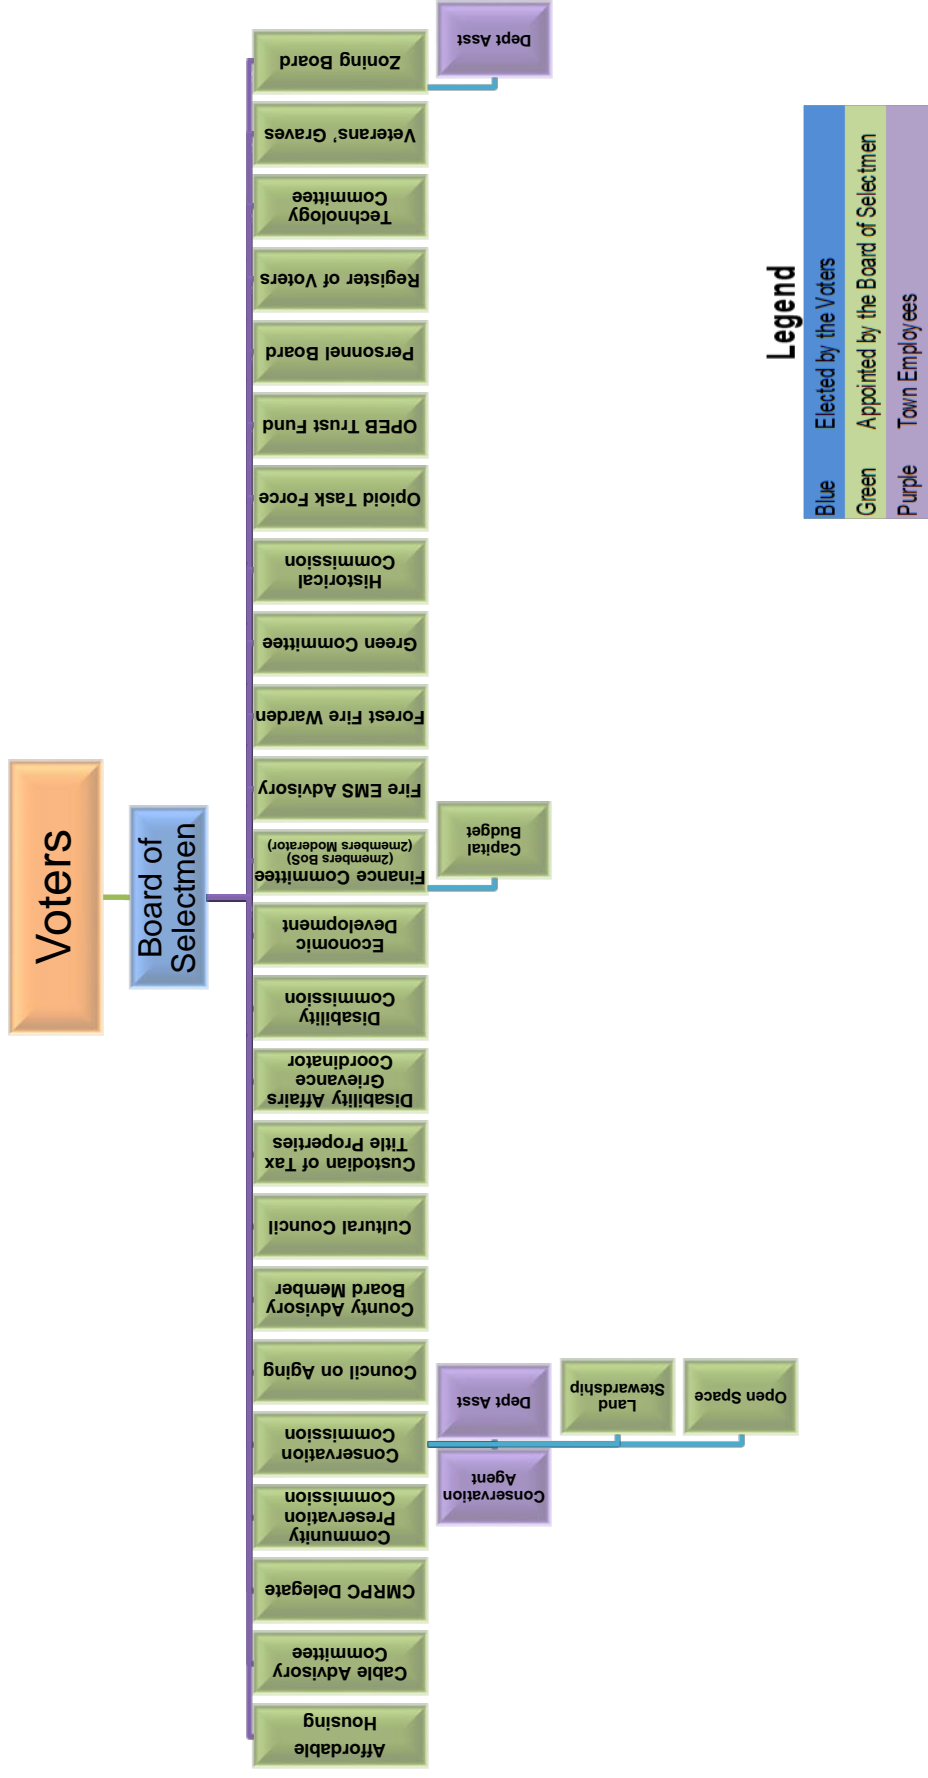 Voters
Board of
Selectmen
Affordable
Housing
Cable Advisory
Committee
CMRPC Delegate
Community
Preservation
Commission
Conservation
Commission
Conservation
Agent
Dept Asst
Land
Stewardship
Open Space
Council on Aging
County Advisory
Board Member
Cultural Council
Custodian of Tax
Title Properties
Disability Affairs
Grievance
Coordinator
Disability
Commission
Economic
Development
Finance Committee
(2members BoS)
(2members Moderator)
Capital
Budget
Fire EMS Advisory
Forest Fire Warden
Green Committee
Historical
Commission
Opioid Task Force
OPEB Trust Fund
Personnel Board
Register of Voters
Technology
Committee
Veterans' Graves
Zoning Board
Dept Asst
Legend
Blue Elected by the Voters
Green Appointed by the Board of Selectmen
Purple Town Employees